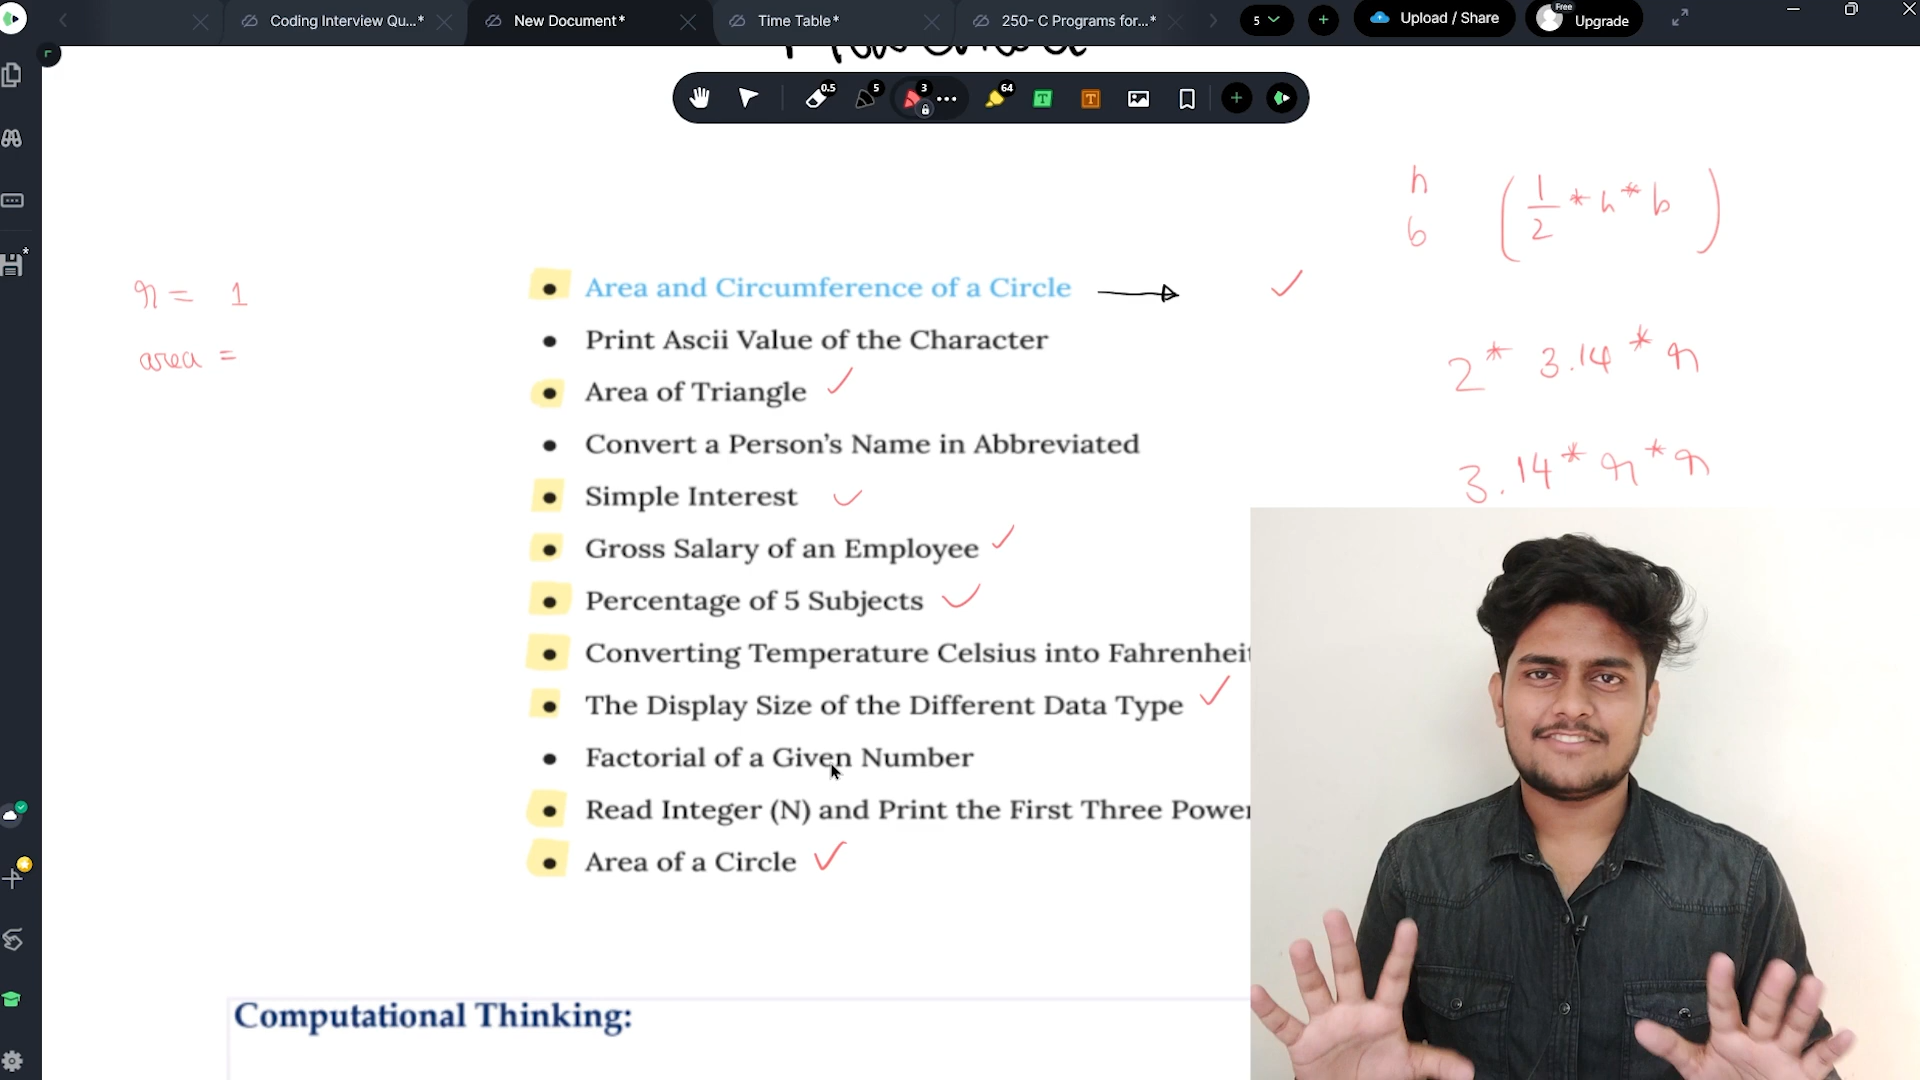 Coding Interview Qu...*
New Document*
Time Table*
250- C Programs for...*
5
Upload / Share
Free
Upgrade
0.5
5
3
64
T
T
h
b
( 1/2 * h * b )
r = 1
area =
• Area and Circumference of a Circle
• Print Ascii Value of the Character
• Area of Triangle
• Convert a Person's Name in Abbreviated
• Simple Interest
• Gross Salary of an Employee
• Percentage of 5 Subjects
• Converting Temperature Celsius into Fahrenheit
• The Display Size of the Different Data Type
• Factorial of a Given Number
• Read Integer (N) and Print the First Three Power
• Area of a Circle
2 * 3.14 * r
3.14 * r * r
Computational Thinking: